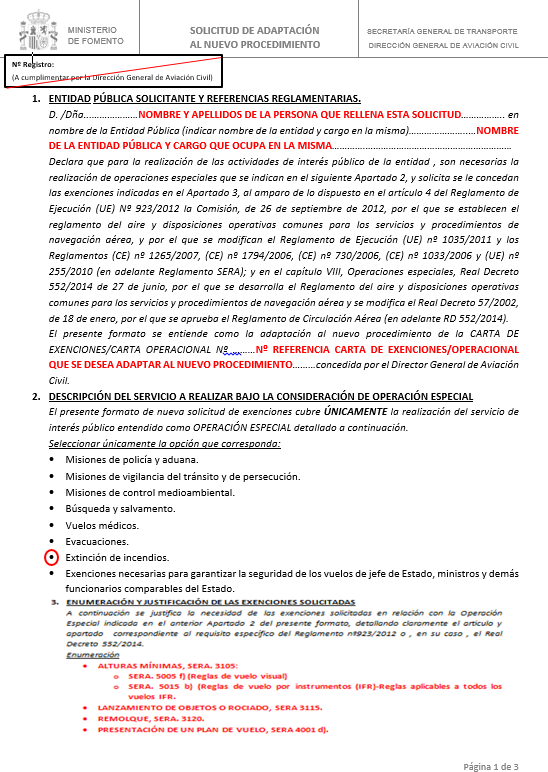 MINISTERIO
DE FOMENTO
SOLICITUD DE ADAPTACIÓN
AL NUEVO PROCEDIMIENTO
SECRETARÍA GENERAL DE TRANSPORTE
DIRECCIÓN GENERAL DE AVIACIÓN CIVIL
Nº Registro:
(A cumplimentar por la Dirección General de Aviación Civil)
1. ENTIDAD PÚBLICA SOLICITANTE Y REFERENCIAS REGLAMENTARIAS.
D. /Dña....................NOMBRE Y APELLIDOS DE LA PERSONA QUE RELLENA ESTA SOLICITUD................ en
nombre de la Entidad Pública (indicar nombre de la entidad y cargo en la misma)........................NOMBRE
DE LA ENTIDAD PÚBLICA Y CARGO QUE OCUPA EN LA MISMA................................................................
Declara que para la realización de las actividades de interés público de la entidad , son necesarias la
realización de operaciones especiales que se indican en el siguiente Apartado 2, y solicita se le concedan
las exenciones indicadas en el Apartado 3, al amparo de lo dispuesto en el artículo 4 del Reglamento de
Ejecución (UE) Nº 923/2012 la Comisión, de 26 de septiembre de 2012, por el que se establecen el
reglamento del aire y disposiciones operativas comunes para los servicios y procedimientos de
navegación aérea, y por el que se modifican el Reglamento de Ejecución (UE) nº 1035/2011 y los
Reglamentos (CE) nº 1265/2007, (CE) nº 1794/2006, (CE) nº 730/2006, (CE) nº 1033/2006 y (UE) nº
255/2010 (en adelante Reglamento SERA); y en el capítulo VIII, Operaciones especiales, Real Decreto
552/2014 de 27 de junio, por el que se desarrolla el Reglamento del aire y disposiciones operativas
comunes para los servicios y procedimientos de navegación aérea y se modifica el Real Decreto 57/2002,
de 18 de enero, por el que se aprueba el Reglamento de Circulación Aérea (en adelante RD 552/2014).
El presente formato se entiende como la adaptación al nuevo procedimiento de la CARTA DE
EXENCIONES/CARTA OPERACIONAL Nº..........Nº REFERENCIA CARTA DE EXENCIONES/OPERACIONAL
QUE SE DESEA ADAPTAR AL NUEVO PROCEDIMIENTO.........concedida por el Director General de Aviación
Civil.
2. DESCRIPCIÓN DEL SERVICIO A REALIZAR BAJO LA CONSIDERACIÓN DE OPERACIÓN ESPECIAL
El presente formato de nueva solicitud de exenciones cubre ÚNICAMENTE la realización del servicio de
interés público entendido como OPERACIÓN ESPECIAL detallado a continuación.
Seleccionar únicamente la opción que corresponda:
• Misiones de policía y aduana.
• Misiones de vigilancia del tránsito y de persecución.
• Misiones de control medioambiental.
• Búsqueda y salvamento.
• Vuelos médicos.
• Evacuaciones.
• Extinción de incendios.
• Exenciones necesarias para garantizar la seguridad de los vuelos de jefe de Estado, ministros y demás
funcionarios comparables del Estado.
3. ENUMERACIÓN Y JUSTIFICACIÓN DE LAS EXENCIONES SOLICITADAS
A continuación se justifica la necesidad de las exenciones solicitadas en relación con la Operación
Especial indicada en el anterior Apartado 2 del presente formato, detallando claramente el artículo y
apartado correspondiente al requisito específico del Reglamento nº923/2012 o , en su caso , el Real
Decreto 552/2014.
Enumeración
• ALTURAS MÍNIMAS, SERA. 3105:
o SERA. 5005 f) (Reglas de vuelo visual)
o SERA. 5015 b) (Reglas de vuelo por instrumentos (IFR)-Reglas aplicables a todos los
vuelos IFR.
• LANZAMIENTO DE OBJETOS O ROCIADO, SERA 3115.
• REMOLQUE, SERA. 3120.
• PRESENTACIÓN DE UN PLAN DE VUELO, SERA 4001 d).
Página 1 de 3